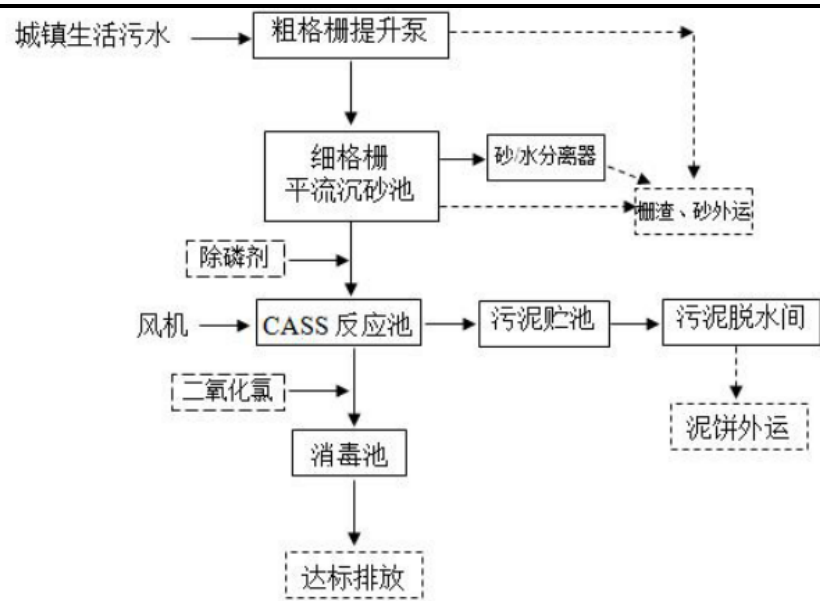 城镇生活污水
粗格栅提升泵
细格栅
平流沉砂池
砂/水分离器
栅渣、砂外运
除磷剂
风机
CASS 反应池
污泥贮池
污泥脱水间
二氧化氯
泥饼外运
消毒池
达标排放